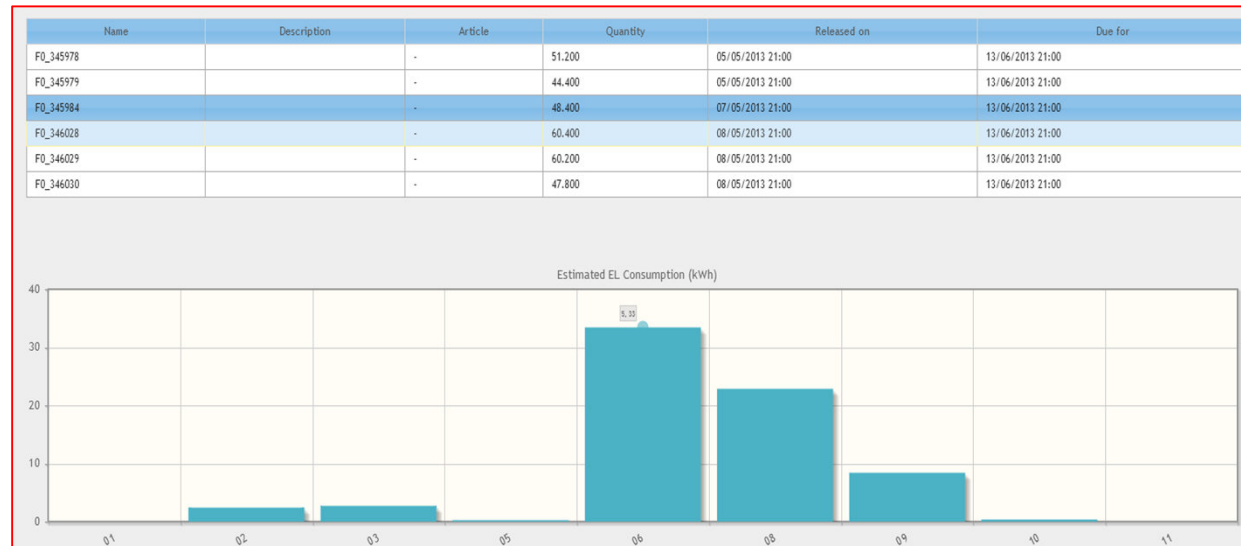 Name Description Article Quantity Released on Due for
F0_345978 - 51.200 05/05/2013 21:00 13/06/2013 21:00
F0_345979 - 44.400 05/05/2013 21:00 13/06/2013 21:00
F0_345984 - 48.400 07/05/2013 21:00 13/06/2013 21:00
F0_346028 - 60.400 08/05/2013 21:00 13/06/2013 21:00
F0_346029 - 60.200 08/05/2013 21:00 13/06/2013 21:00
F0_346030 - 47.800 08/05/2013 21:00 13/06/2013 21:00
Estimated EL Consumption (kWh)
40
5, 33
30
20
10
0
01 02 03 05 06 08 09 10 11